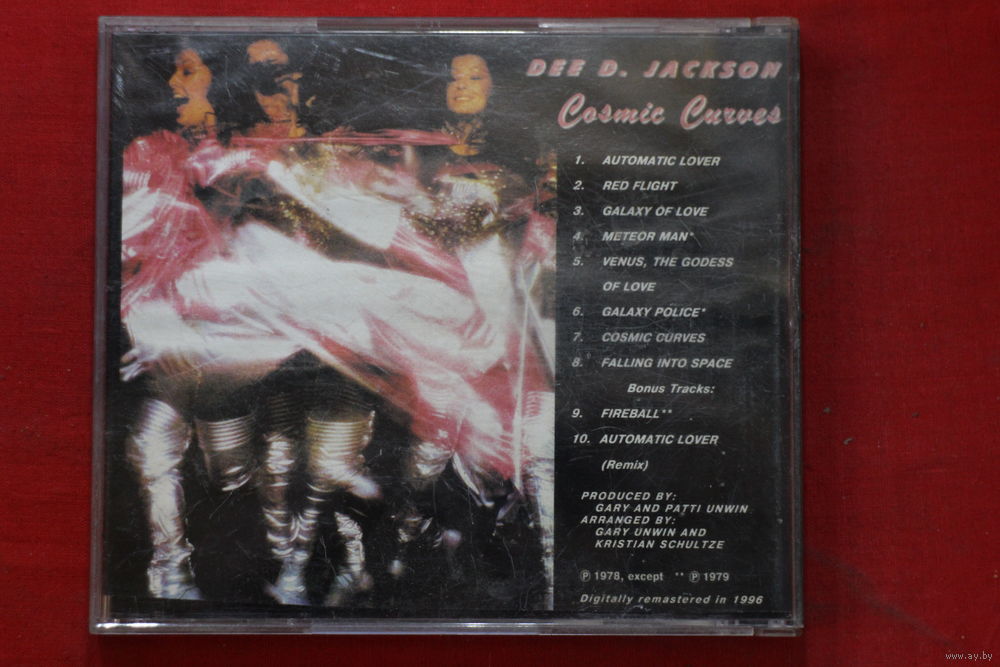 DEE D. JACKSON
Cosmic Curves
1. AUTOMATIC LOVER
2. RED FLIGHT
3. GALAXY OF LOVE
4. METEOR MAN*
5. VENUS, THE GODESS
OF LOVE
6. GALAXY POLICE*
7. COSMIC CURVES
8. FALLING INTO SPACE
Bonus Tracks:
9. FIREBALL**
10. AUTOMATIC LOVER
(Remix)
PRODUCED BY:
GARY AND PATTI UNWIN
ARRANGED BY:
GARY UNWIN AND
KRISTIAN SCHULTZE
℗ 1978, except ** ℗ 1979
Digitally remastered in 1996
www.ay.by